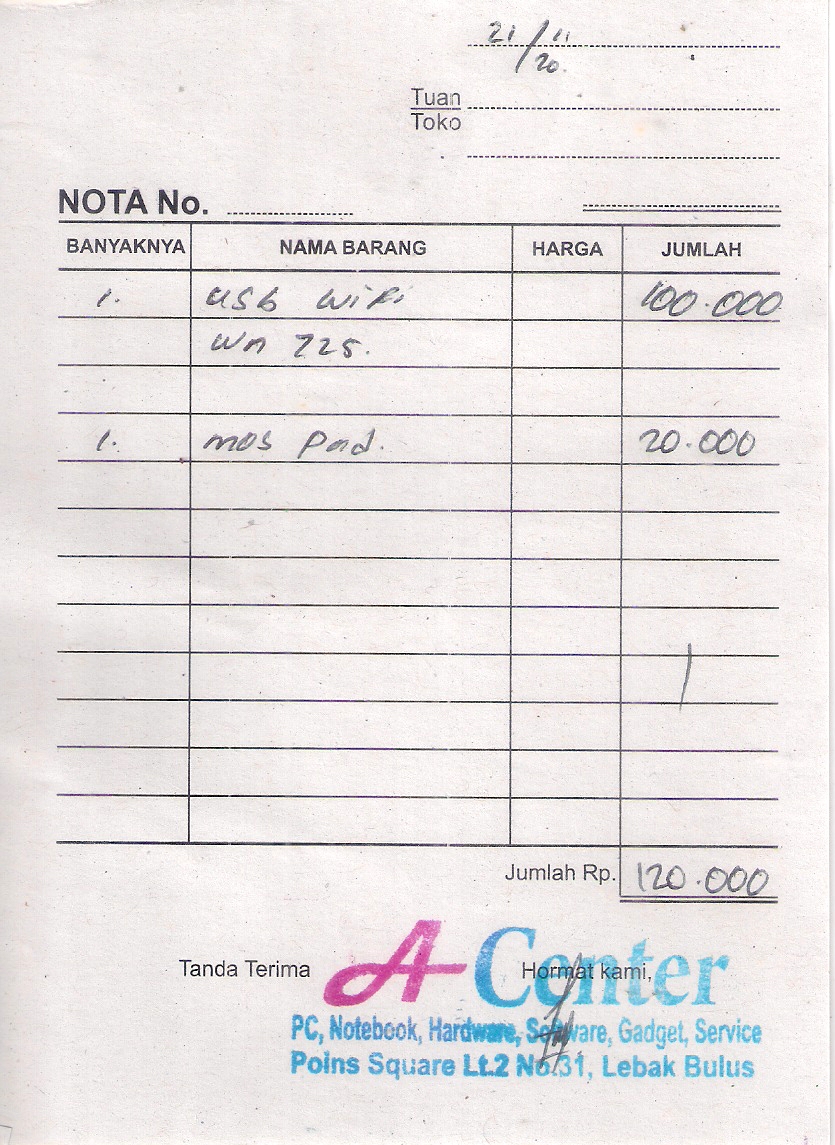 21/11
/20.
Tuan
Toko
NOTA No.
BANYAKNYA NAMA BARANG HARGA JUMLAH
1. USB WiFi 100.000
WN 725.
1. mos Pad. 20.000
Jumlah Rp. 120.000
Tanda Terima Hormat kami,
A Center
PC, Notebook, Hardware, Software, Gadget, Service
Poins Square Lt.2 No.31, Lebak Bulus